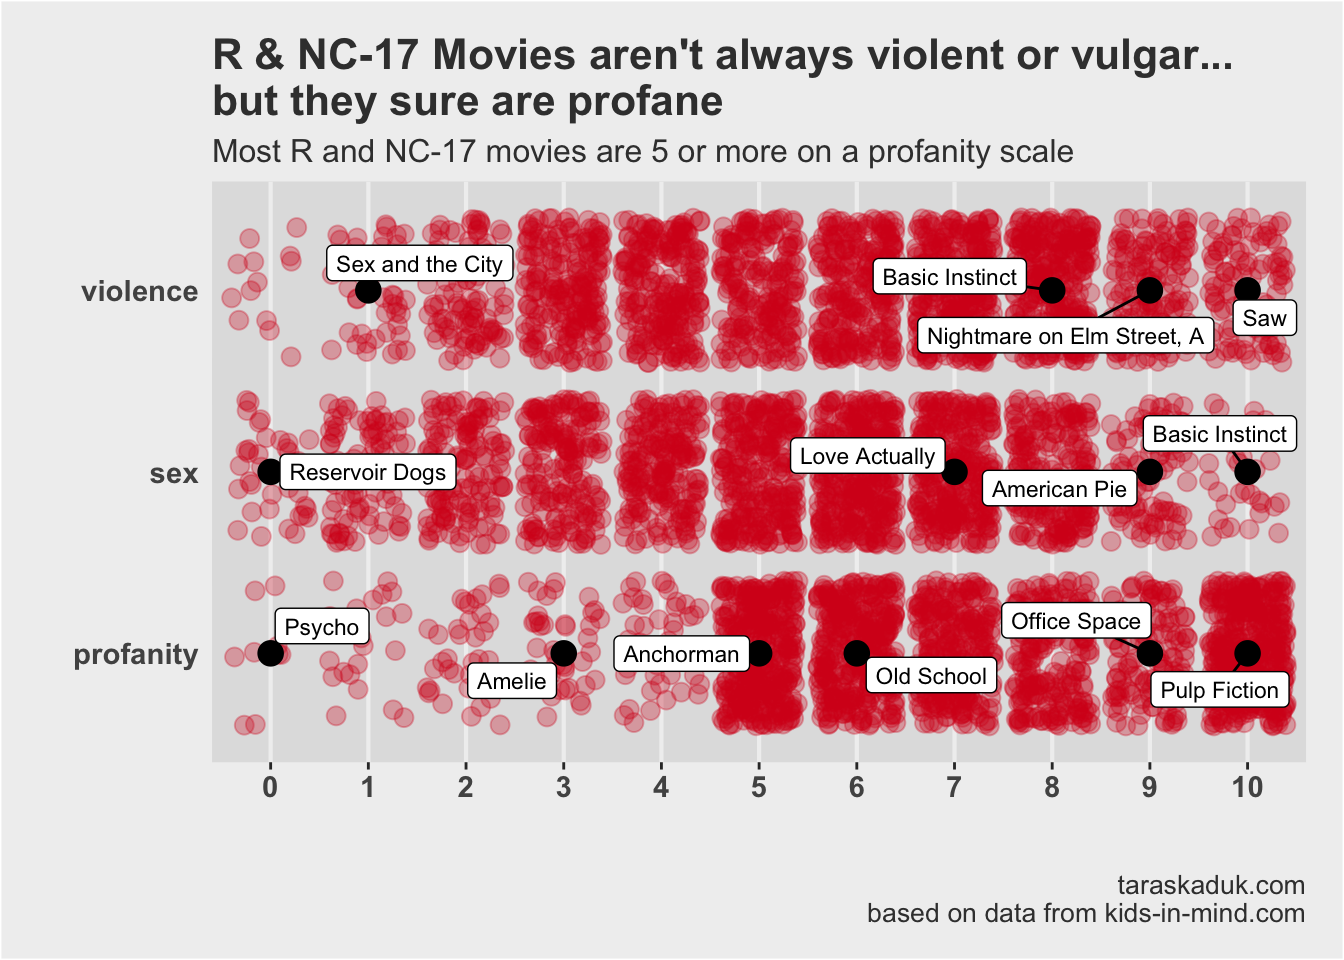 R & NC-17 Movies aren't always violent or vulgar...
but they sure are profane
Most R and NC-17 movies are 5 or more on a profanity scale
violence
Sex and the City
Basic Instinct
Nightmare on Elm Street, A
Saw
sex
Reservoir Dogs
Love Actually
American Pie
Basic Instinct
profanity
Psycho
Amelie
Anchorman
Old School
Office Space
Pulp Fiction
0 1 2 3 4 5 6 7 8 9 10
taraskaduk.com
based on data from kids-in-mind.com